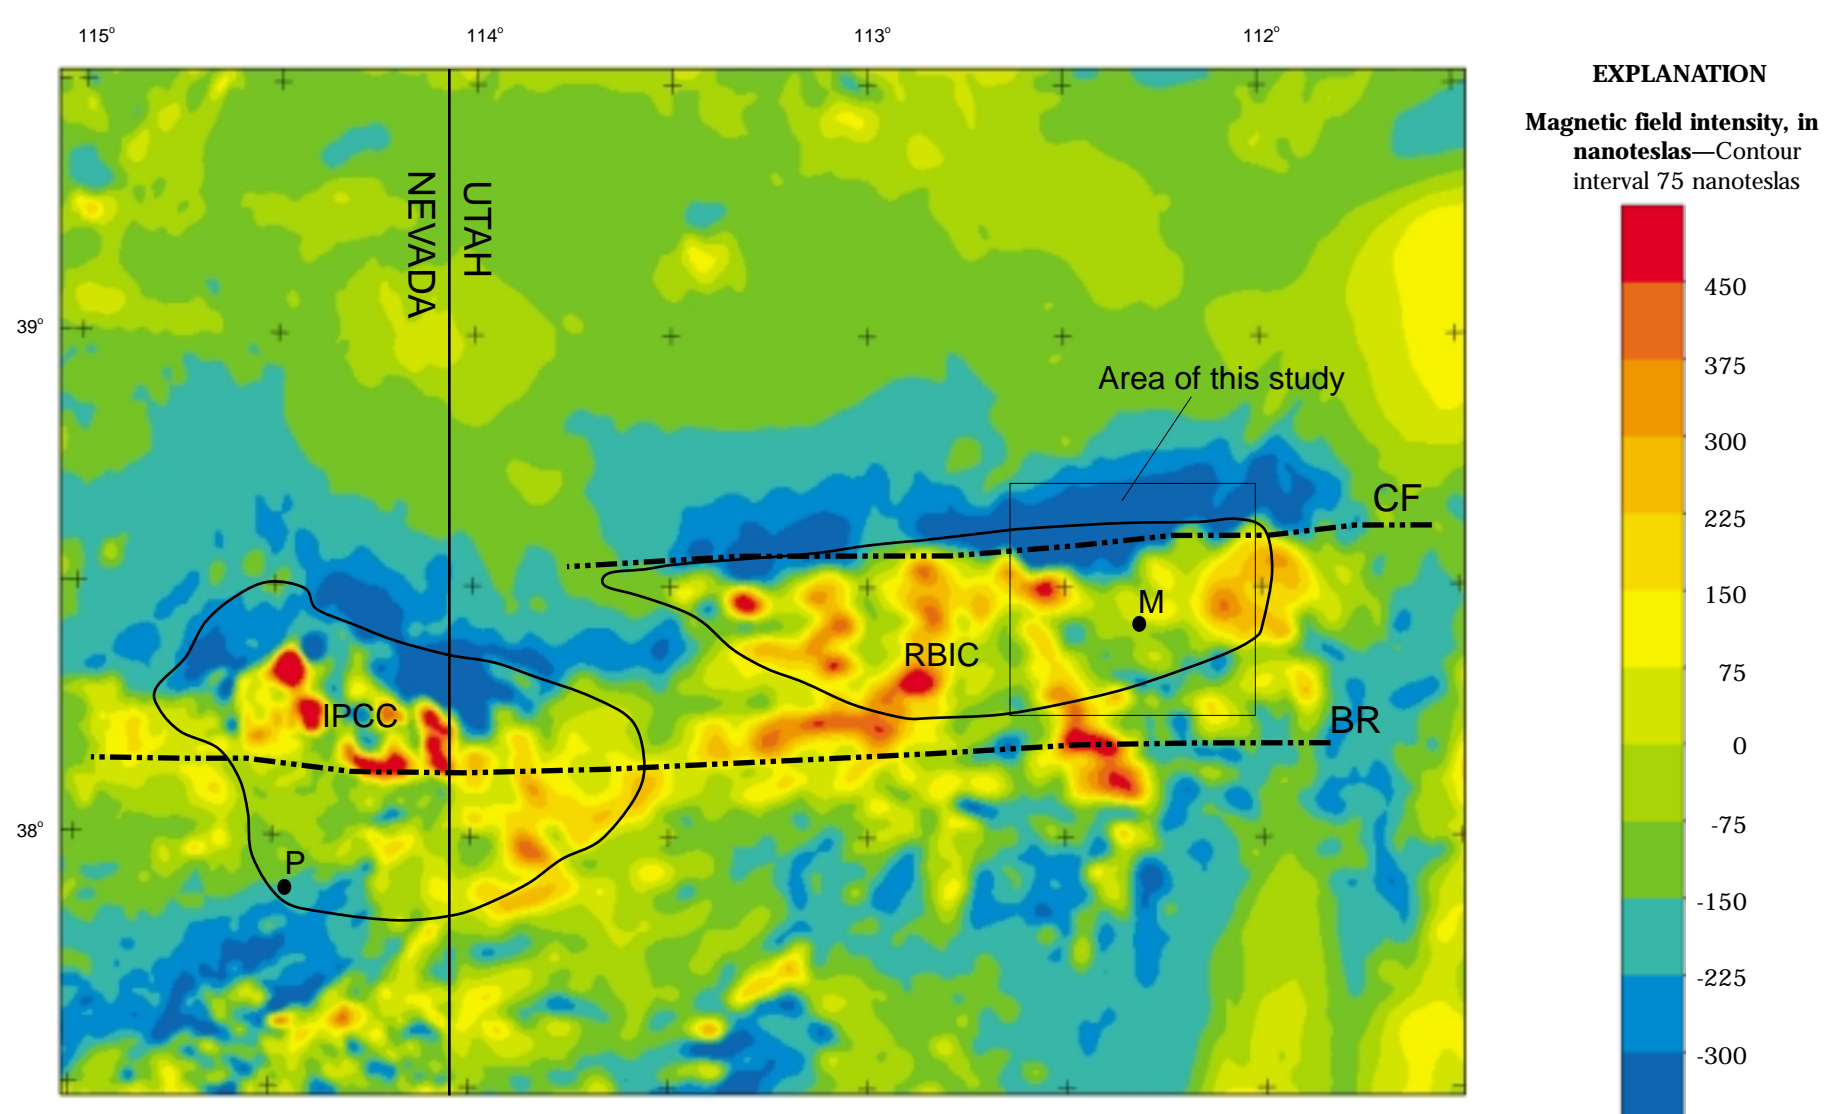 115° 114° 113° 112°
EXPLANATION
Magnetic field intensity, in
nanoteslas—Contour
interval 75 nanoteslas
NEVADA
UTAH
450
39°
375
Area of this study
300
CF
225
150
M
RBIC
75
IPCC
BR
0
38°
-75
P
-150
-225
-300